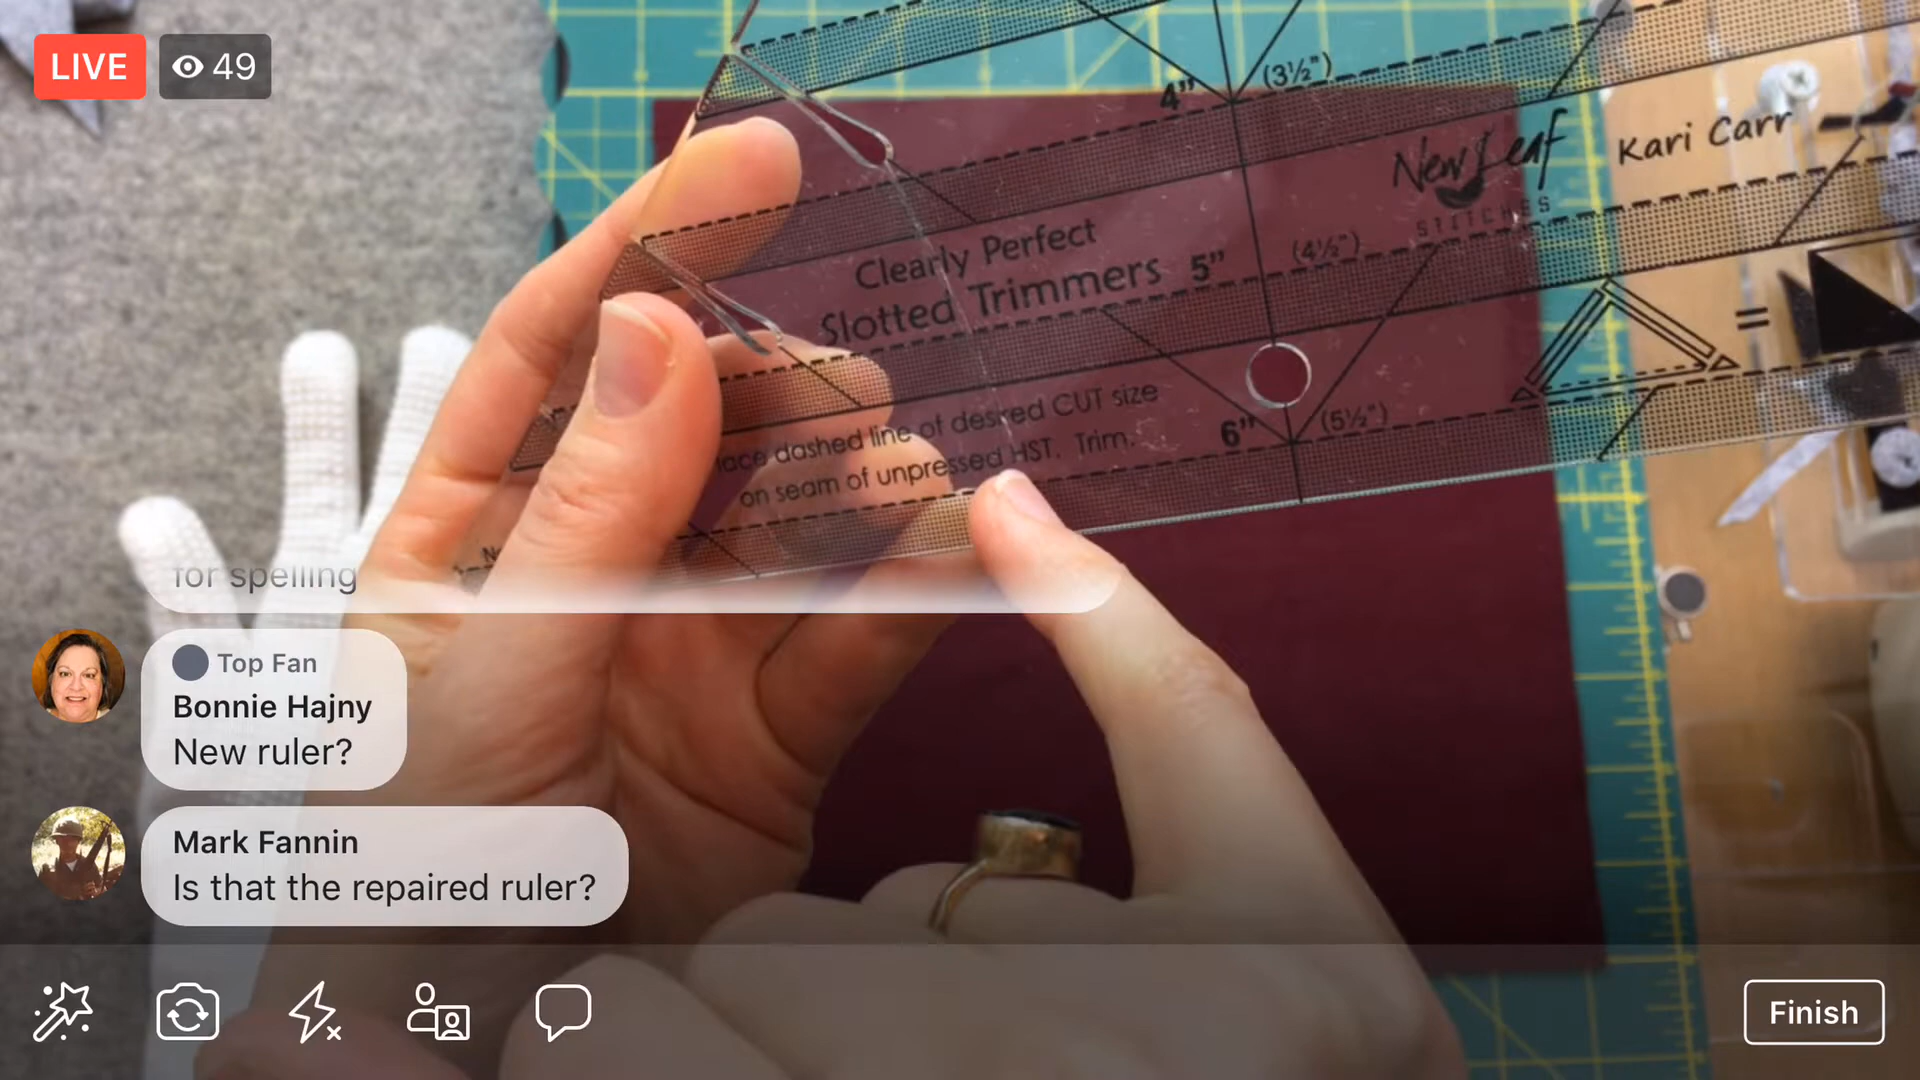 LIVE
49
4"
(3½")
New Leaf
STITCHES
Kari Carr
Clearly Perfect
Slotted Trimmers
5"
(4½")
=
lace dashed line of desired CUT size
on seam of unpressed HST. Trim.
6"
(5½")
for spelling
Top Fan
Bonnie Hajny
New ruler?
Mark Fannin
Is that the repaired ruler?
Finish